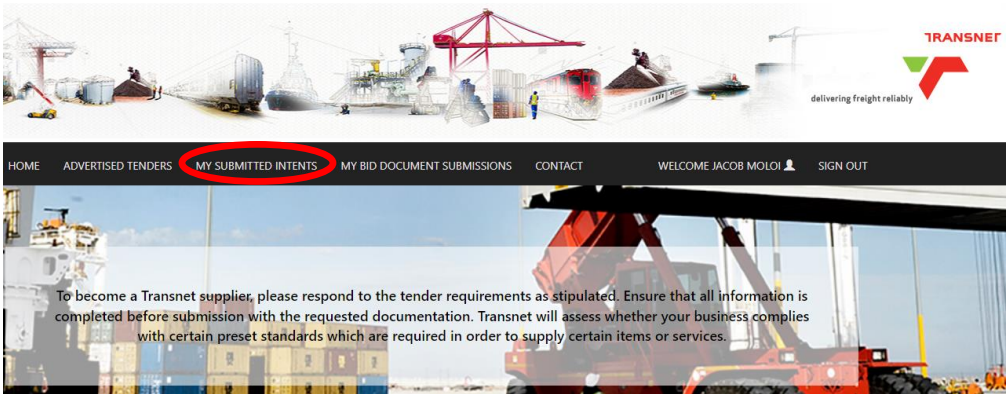 TRANSNET
delivering freight reliably
HOME ADVERTISED TENDERS MY SUBMITTED INTENTS MY BID DOCUMENT SUBMISSIONS CONTACT WELCOME JACOB MOLOI SIGN OUT
To become a Transnet supplier, please respond to the tender requirements as stipulated. Ensure that all information is
completed before submission with the requested documentation. Transnet will assess whether your business complies
with certain preset standards which are required in order to supply certain items or services.